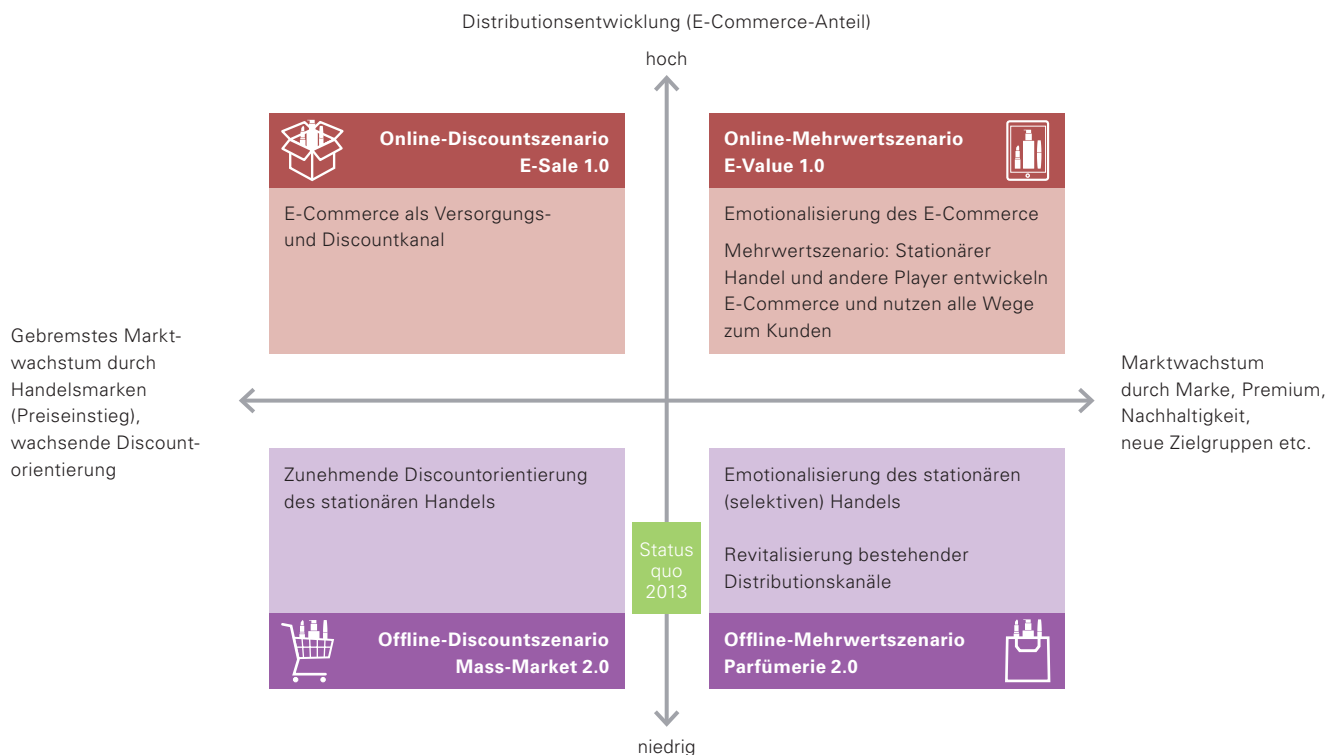 Distributionsentwicklung (E-Commerce-Anteil)
hoch
Online-Discountszenario
E-Sale 1.0
E-Commerce als Versorgungs-
und Discountkanal
Online-Mehrwertszenario
E-Value 1.0
Emotionalisierung des E-Commerce
Mehrwertszenario: Stationärer
Handel und andere Player entwickeln
E-Commerce und nutzen alle Wege
zum Kunden
Gebremstes Markt-
wachstum durch
Handelsmarken
(Preiseinstieg),
wachsende Discount-
orientierung
Marktwachstum
durch Marke, Premium,
Nachhaltigkeit,
neue Zielgruppen etc.
Zunehmende Discountorientierung
des stationären Handels
Offline-Discountszenario
Mass-Market 2.0
Status
quo
2013
Emotionalisierung des stationären
(selektiven) Handels
Revitalisierung bestehender
Distributionskanäle
Offline-Mehrwertszenario
Parfümerie 2.0
niedrig